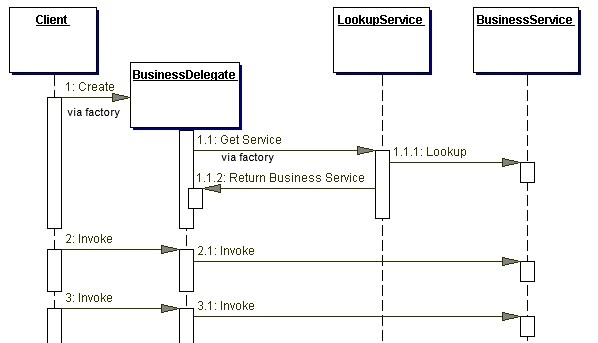 Client
LookupService
BusinessService
BusinessDelegate
1: Create
via factory
1.1: Get Service
via factory
1.1.1: Lookup
1.1.2: Return Business Service
2: Invoke
2.1: Invoke
3: Invoke
3.1: Invoke